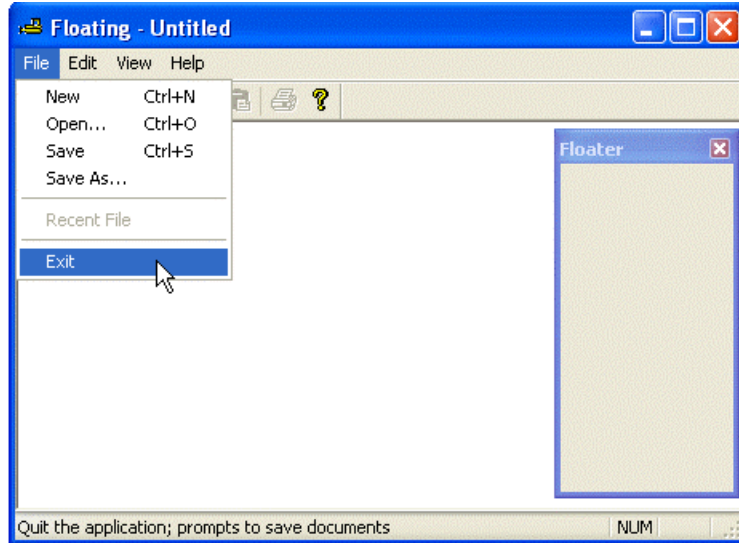 Floating - Untitled
File Edit View Help
New Ctrl+N
Open... Ctrl+O
Save Ctrl+S
Save As...
Recent File
Exit
Floater
Quit the application; prompts to save documents NUM